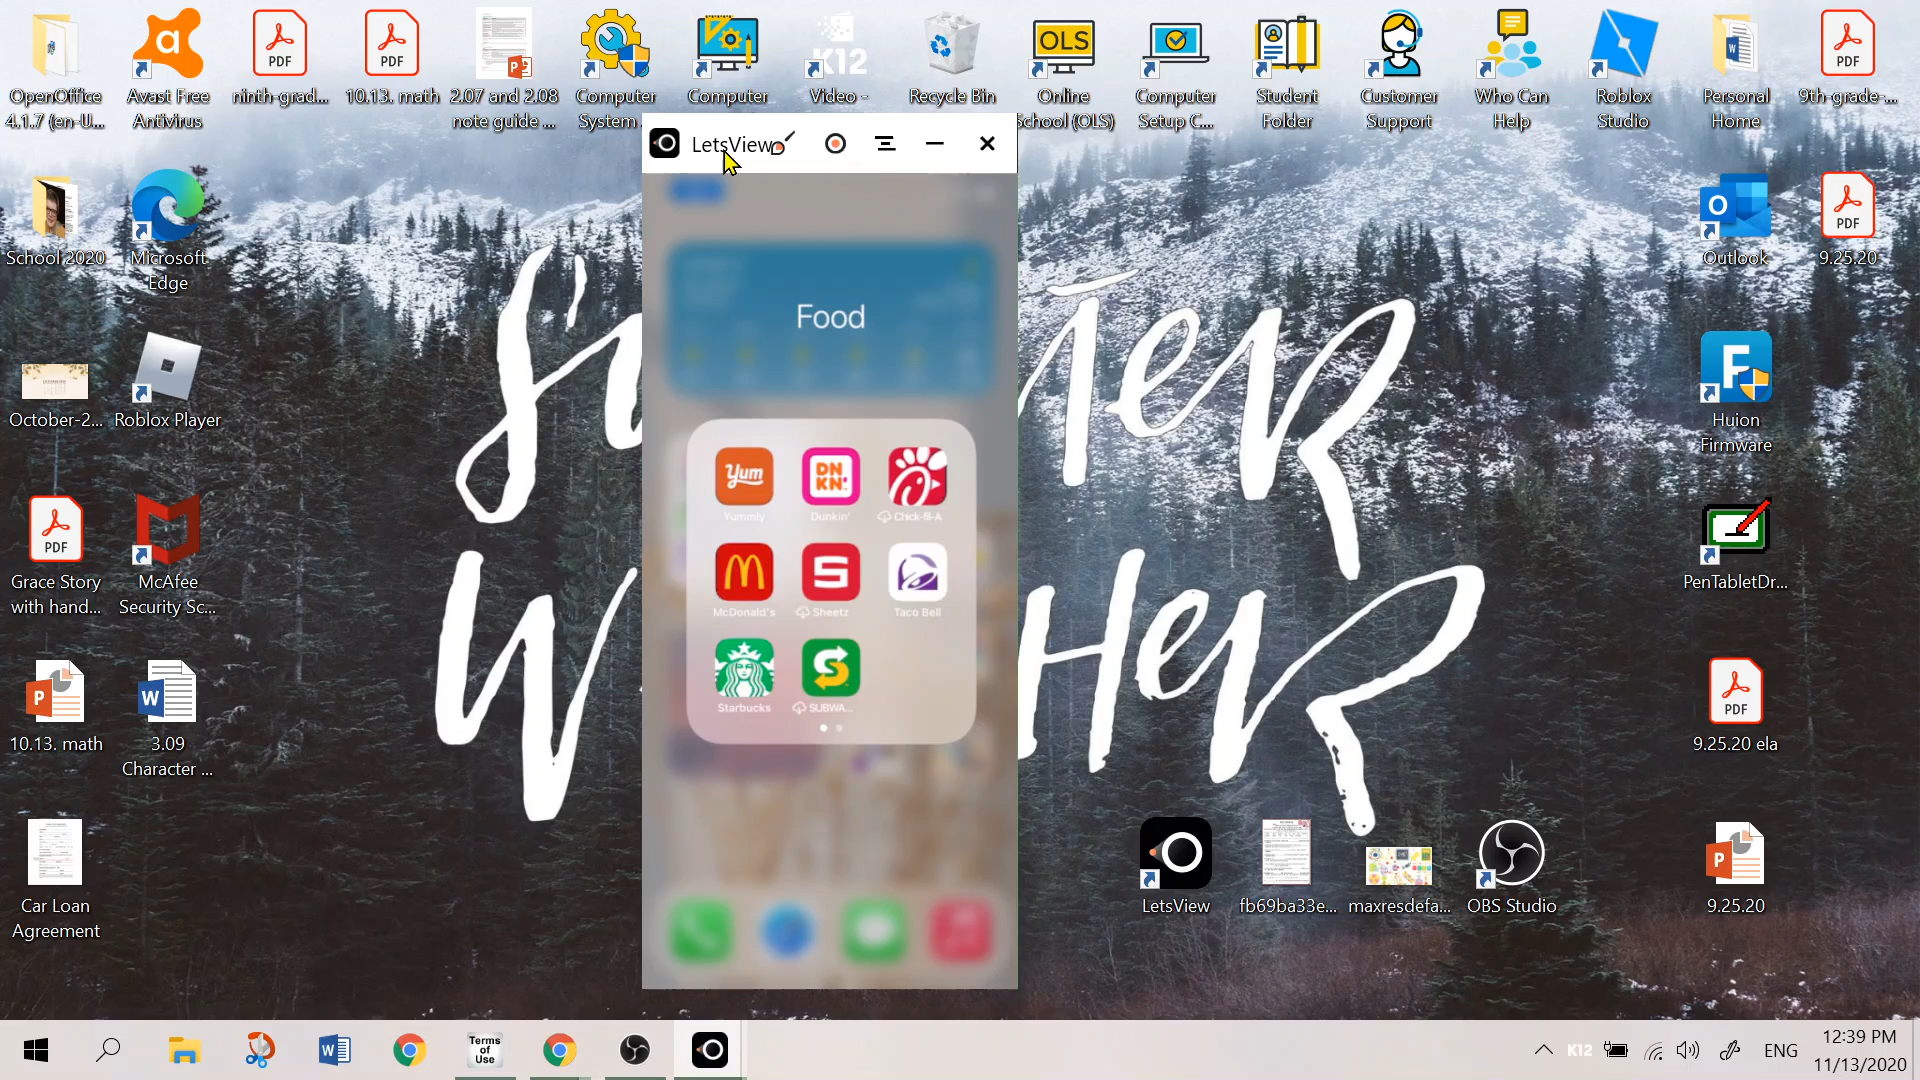 OpenOffice 4.1.7 (en-U...
Avast Free Antivirus
PDF
ninth-grad...
PDF
10.13. math
2.07 and 2.08 note guide ...
Computer System
Computer
K12
Video -
Recycle Bin
OLS
Online School (OLS)
Computer Setup C...
Student Folder
Customer Support
Who Can Help
Roblox Studio
Personal Home
PDF
9th-grade-...
LetsView
School 2020
Microsoft Edge
Outlook
PDF
9.25.20
Food
October-2...
Roblox Player
Huion Firmware
Yum
Yummly
DN
KN
Dunkin'
Chick-fil-A
PDF
Grace Story with hand...
McAfee Security Sc...
McDonald's
Sheetz
Taco Bell
PenTabletDr...
10.13. math
3.09 Character ...
Starbucks
SUBWA...
PDF
9.25.20 ela
Car Loan Agreement
LetsView
fb69ba33e...
maxresdefa...
OBS Studio
9.25.20
Terms
of
Use
K12
ENG
12:39 PM
11/13/2020